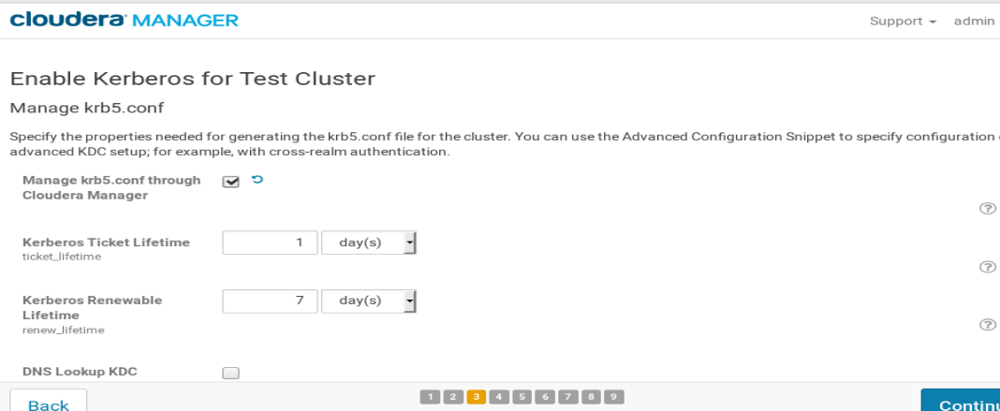 cloudera MANAGER
Support admin
Enable Kerberos for Test Cluster
Manage krb5.conf
Specify the properties needed for generating the krb5.conf file for the cluster. You can use the Advanced Configuration Snippet to specify configuration
advanced KDC setup; for example, with cross-realm authentication.
Manage krb5.conf through
Cloudera Manager
?
Kerberos Ticket Lifetime 1 day(s)
ticket_lifetime
?
Kerberos Renewable 7 day(s)
Lifetime
renew_lifetime
?
DNS Lookup KDC
Back 1 2 3 4 5 6 7 8 9 Continu